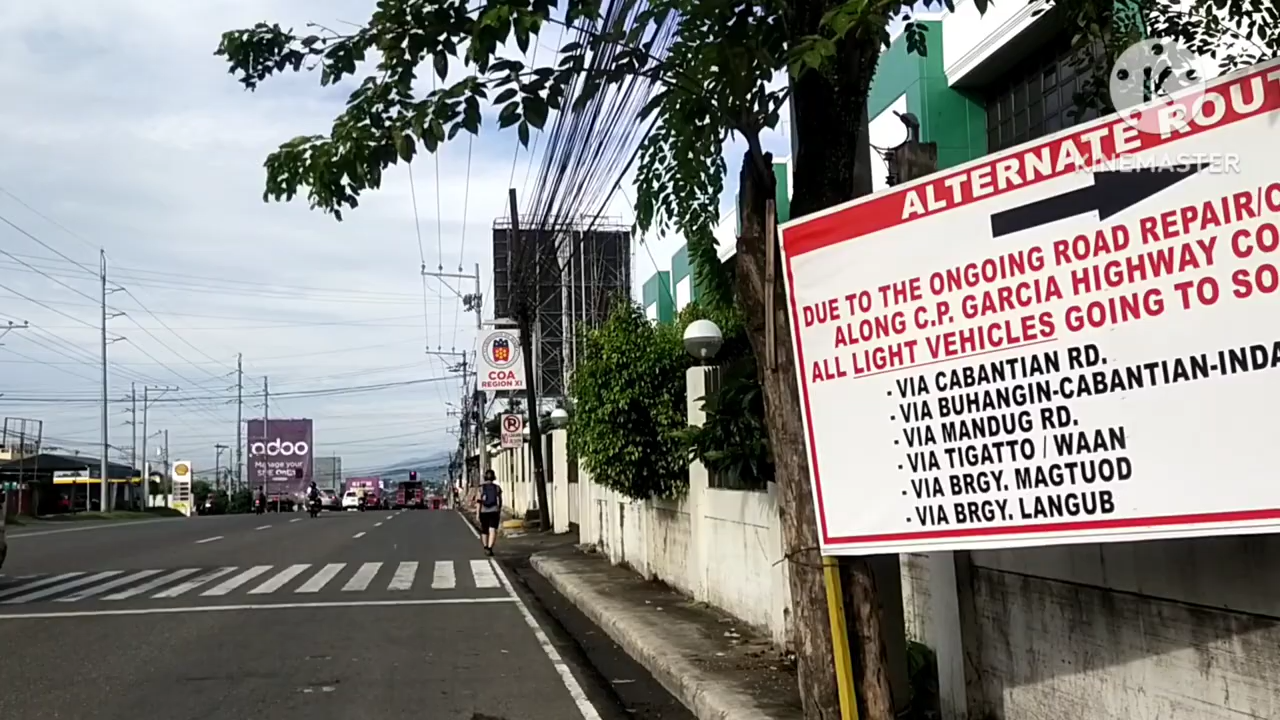 KINEMASTER
ALTERNATE ROUT
DUE TO THE ONGOING ROAD REPAIR/C
ALONG C.P. GARCIA HIGHWAY CO
ALL LIGHT VEHICLES GOING TO SO
· VIA CABANTIAN RD.
· VIA BUHANGIN-CABANTIAN-INDA
· VIA MANDUG RD.
· VIA TIGATTO / WAAN
· VIA BRGY. MAGTUOD
· VIA BRGY. LANGUB
COA
REGION XI
odoo
Manage your